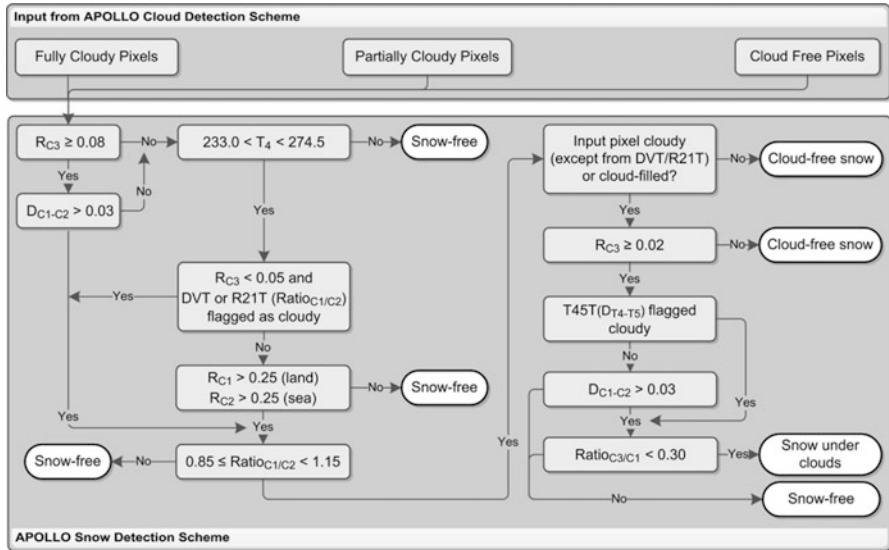 Input from APOLLO Cloud Detection Scheme
Fully Cloudy Pixels
Partially Cloudy Pixels
Cloud Free Pixels
R_C3 ≥ 0.08
No
233.0 < T_4 < 274.5
No
Snow-free
Yes
No
D_C1-C2 > 0.03
Yes
R_C3 < 0.05 and
DVT or R21T (Ratio_C1/C2)
flagged as cloudy
Yes
No
R_C1 > 0.25 (land)
R_C2 > 0.25 (sea)
No
Snow-free
Yes
Yes
0.85 ≤ Ratio_C1/C2 < 1.15
No
Snow-free
Yes
Input pixel cloudy
(except from DVT/R21T)
or cloud-filled?
No
Cloud-free snow
Yes
R_C3 ≥ 0.02
No
Cloud-free snow
Yes
T45T(D_T4-T5) flagged
cloudy
No
Yes
D_C1-C2 > 0.03
Yes
Ratio_C3/C1 < 0.30
Yes
Snow under
clouds
No
Snow-free
APOLLO Snow Detection Scheme